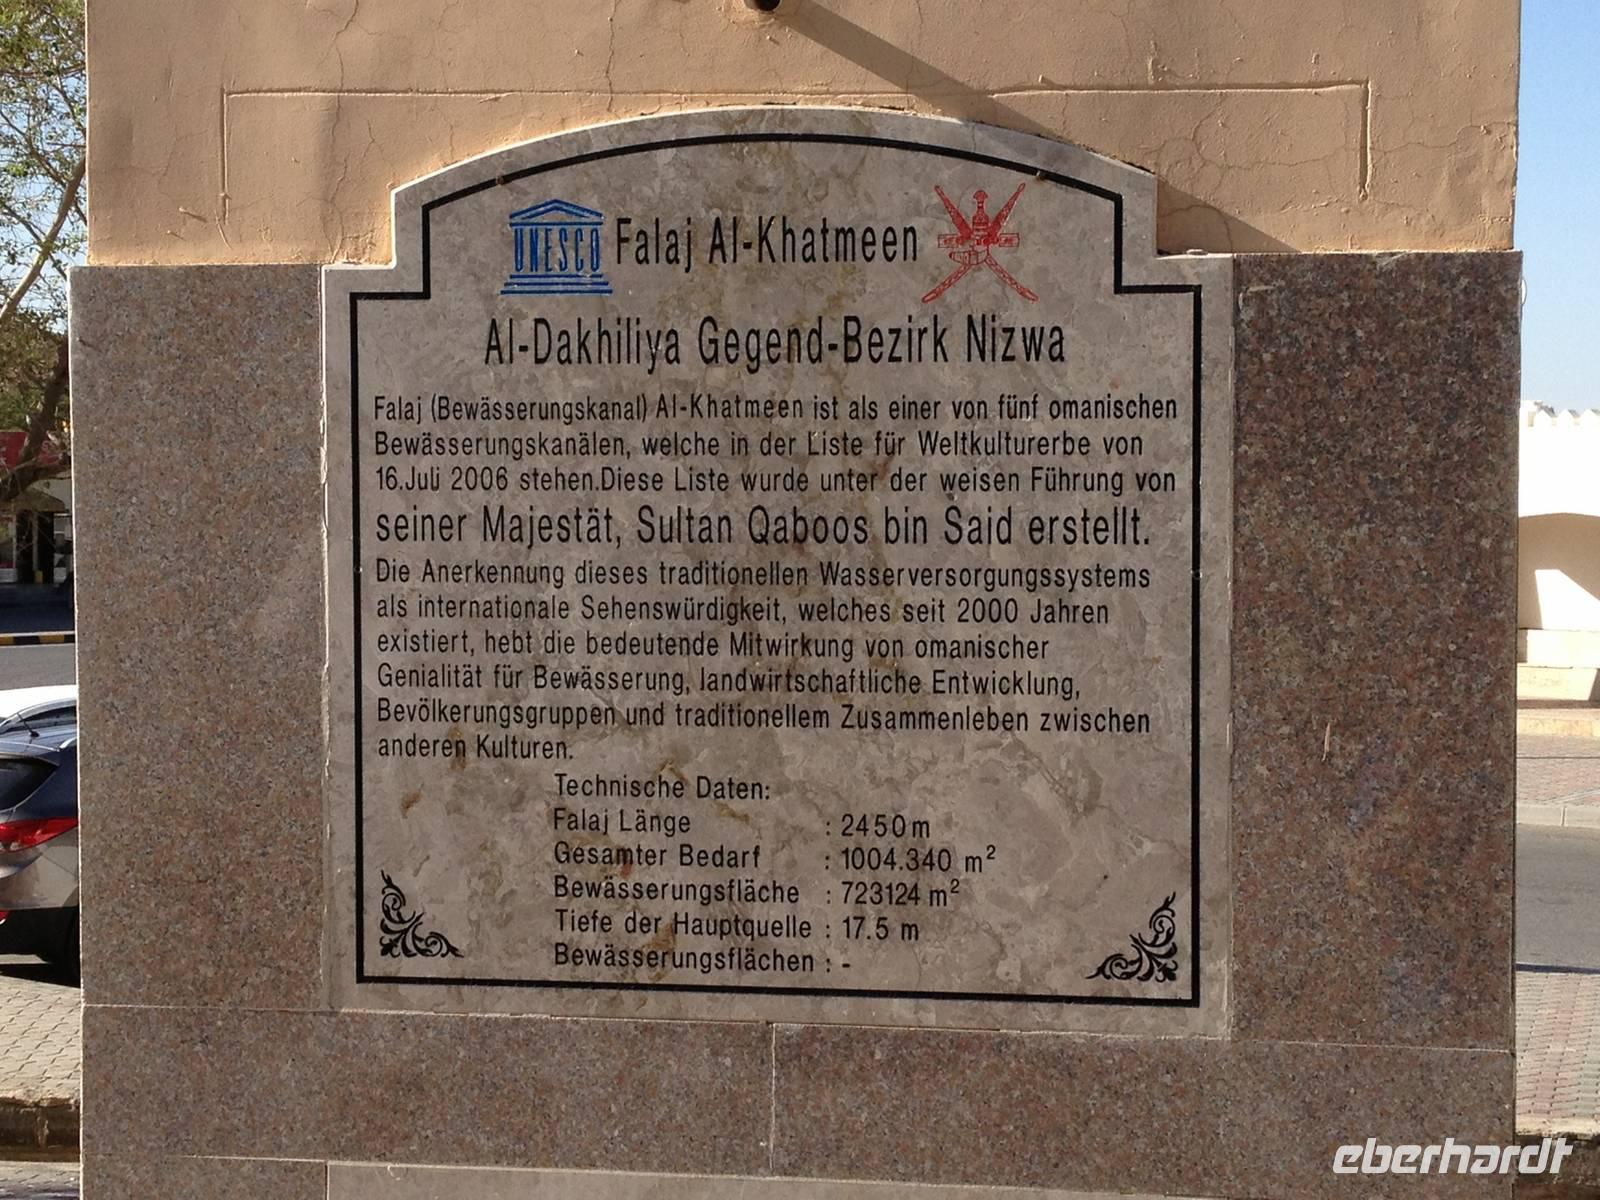 UNESCO
Falaj Al-Khatmeen
Al-Dakhiliya Gegend-Bezirk Nizwa
Falaj (Bewässerungskanal) Al-Khatmeen ist als einer von fünf omanischen
Bewässerungskanälen, welche in der Liste für Weltkulturerbe von
16.Juli 2006 stehen.Diese Liste wurde unter der weisen Führung von
seiner Majestät, Sultan Qaboos bin Said erstellt.
Die Anerkennung dieses traditionellen Wasserversorgungssystems
als internationale Sehenswürdigkeit, welches seit 2000 Jahren
existiert, hebt die bedeutende Mitwirkung von omanischer
Genialität für Bewässerung, landwirtschaftliche Entwicklung,
Bevölkerungsgruppen und traditionellem Zusammenleben zwischen
anderen Kulturen.
Technische Daten:
Falaj Länge : 2450 m
Gesamter Bedarf : 1004.340 m²
Bewässerungsfläche : 723124 m²
Tiefe der Hauptquelle : 17.5 m
Bewässerungsflächen : -
eberhardt